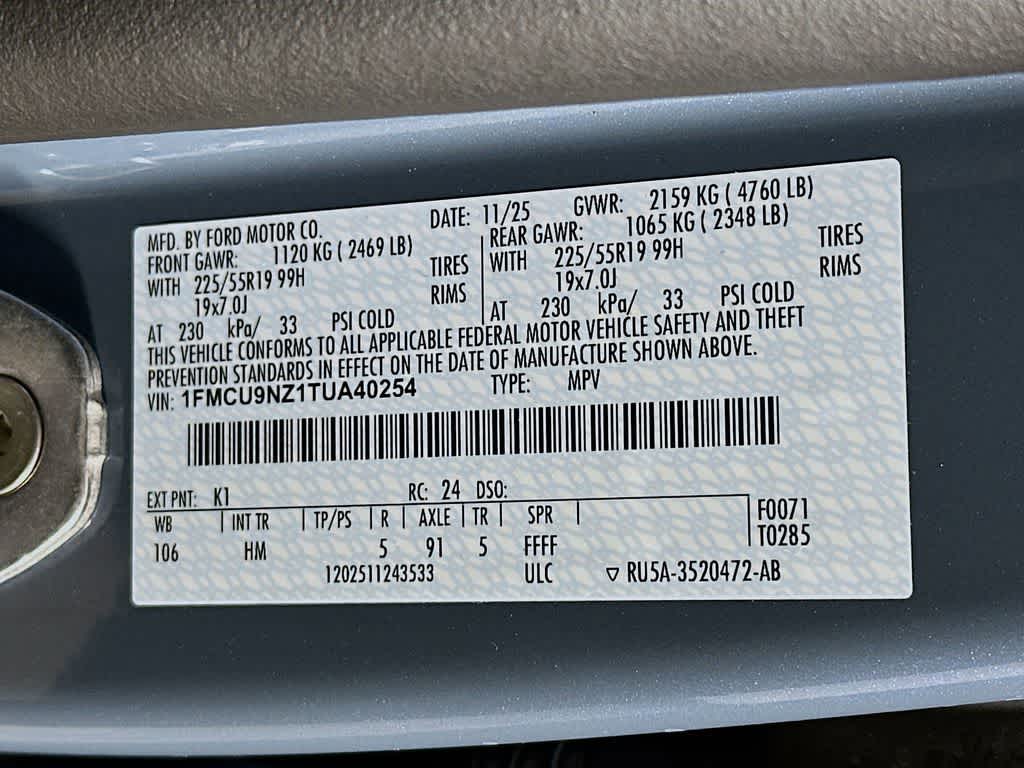 MFD. BY FORD MOTOR CO. DATE: 11/25 GVWR: 2159 KG ( 4760 LB)
FRONT GAWR: 1120 KG ( 2469 LB) REAR GAWR: 1065 KG ( 2348 LB)
WITH 225/55R19 99H TIRES WITH 225/55R19 99H TIRES
19x7.0J RIMS 19x7.0J RIMS
AT 230 kPa/ 33 PSI COLD AT 230 kPa/ 33 PSI COLD
THIS VEHICLE CONFORMS TO ALL APPLICABLE FEDERAL MOTOR VEHICLE SAFETY AND THEFT
PREVENTION STANDARDS IN EFFECT ON THE DATE OF MANUFACTURE SHOWN ABOVE.
VIN: 1FMCU9NZ1TUA40254 TYPE: MPV
EXT PNT: K1 RC: 24 DSO:
WB INT TR TP/PS R AXLE TR SPR F0071
106 HM 5 91 5 FFFF T0285
1202511243533 ULC ▽ RU5A-3520472-AB